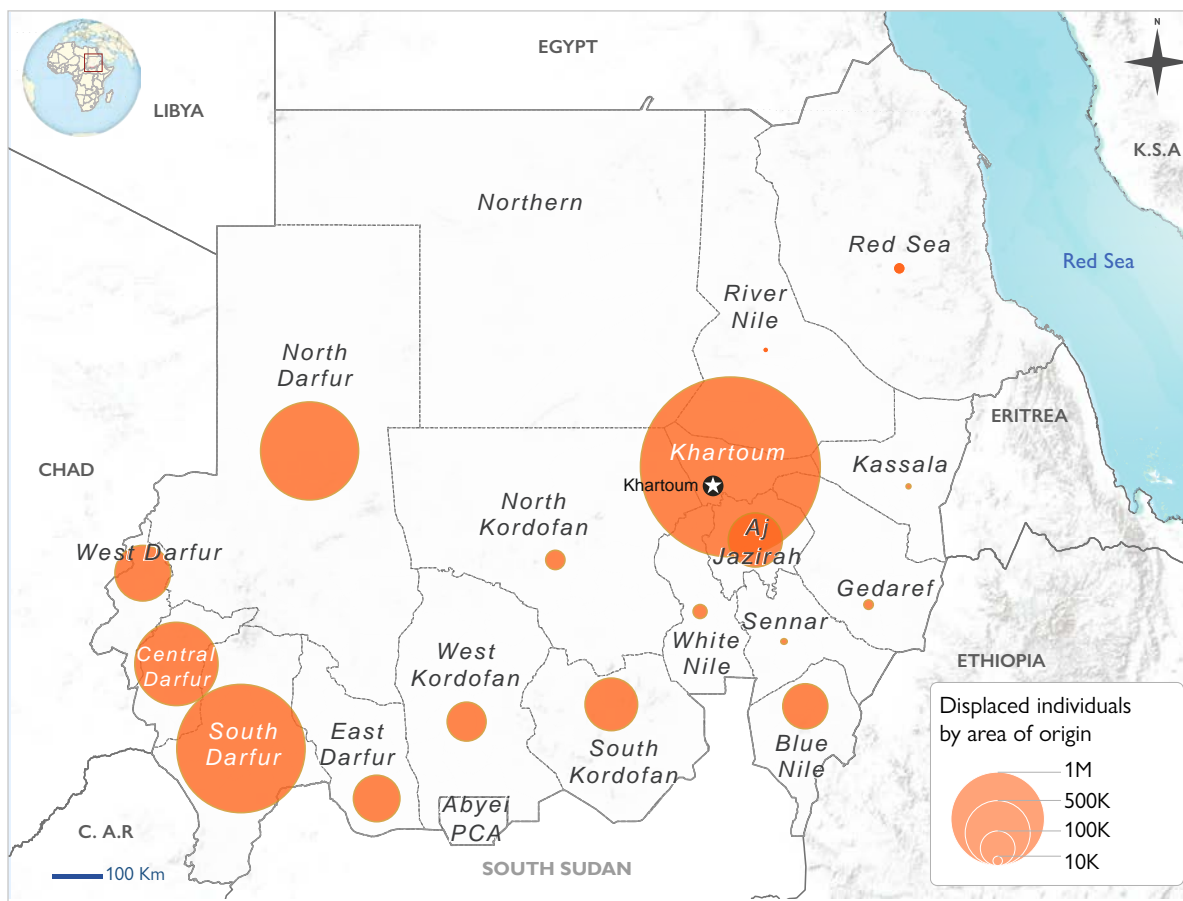 N
EGYPT
LIBYA
K.S.A
Northern
Red Sea
Red Sea
River
Nile
North
Darfur
ERITREA
CHAD
Khartoum
Kassala
Khartoum
North
Kordofan
Aj
Jazirah
West Darfur
Gedaref
Sennar
White
Nile
Central
Darfur
West
Kordofan
ETHIOPIA
South
Darfur
East
Darfur
South
Kordofan
Blue
Nile
Abyei
PCA
C. A.R
SOUTH SUDAN
100 Km
Displaced individuals
by area of origin
1M
500K
100K
10K